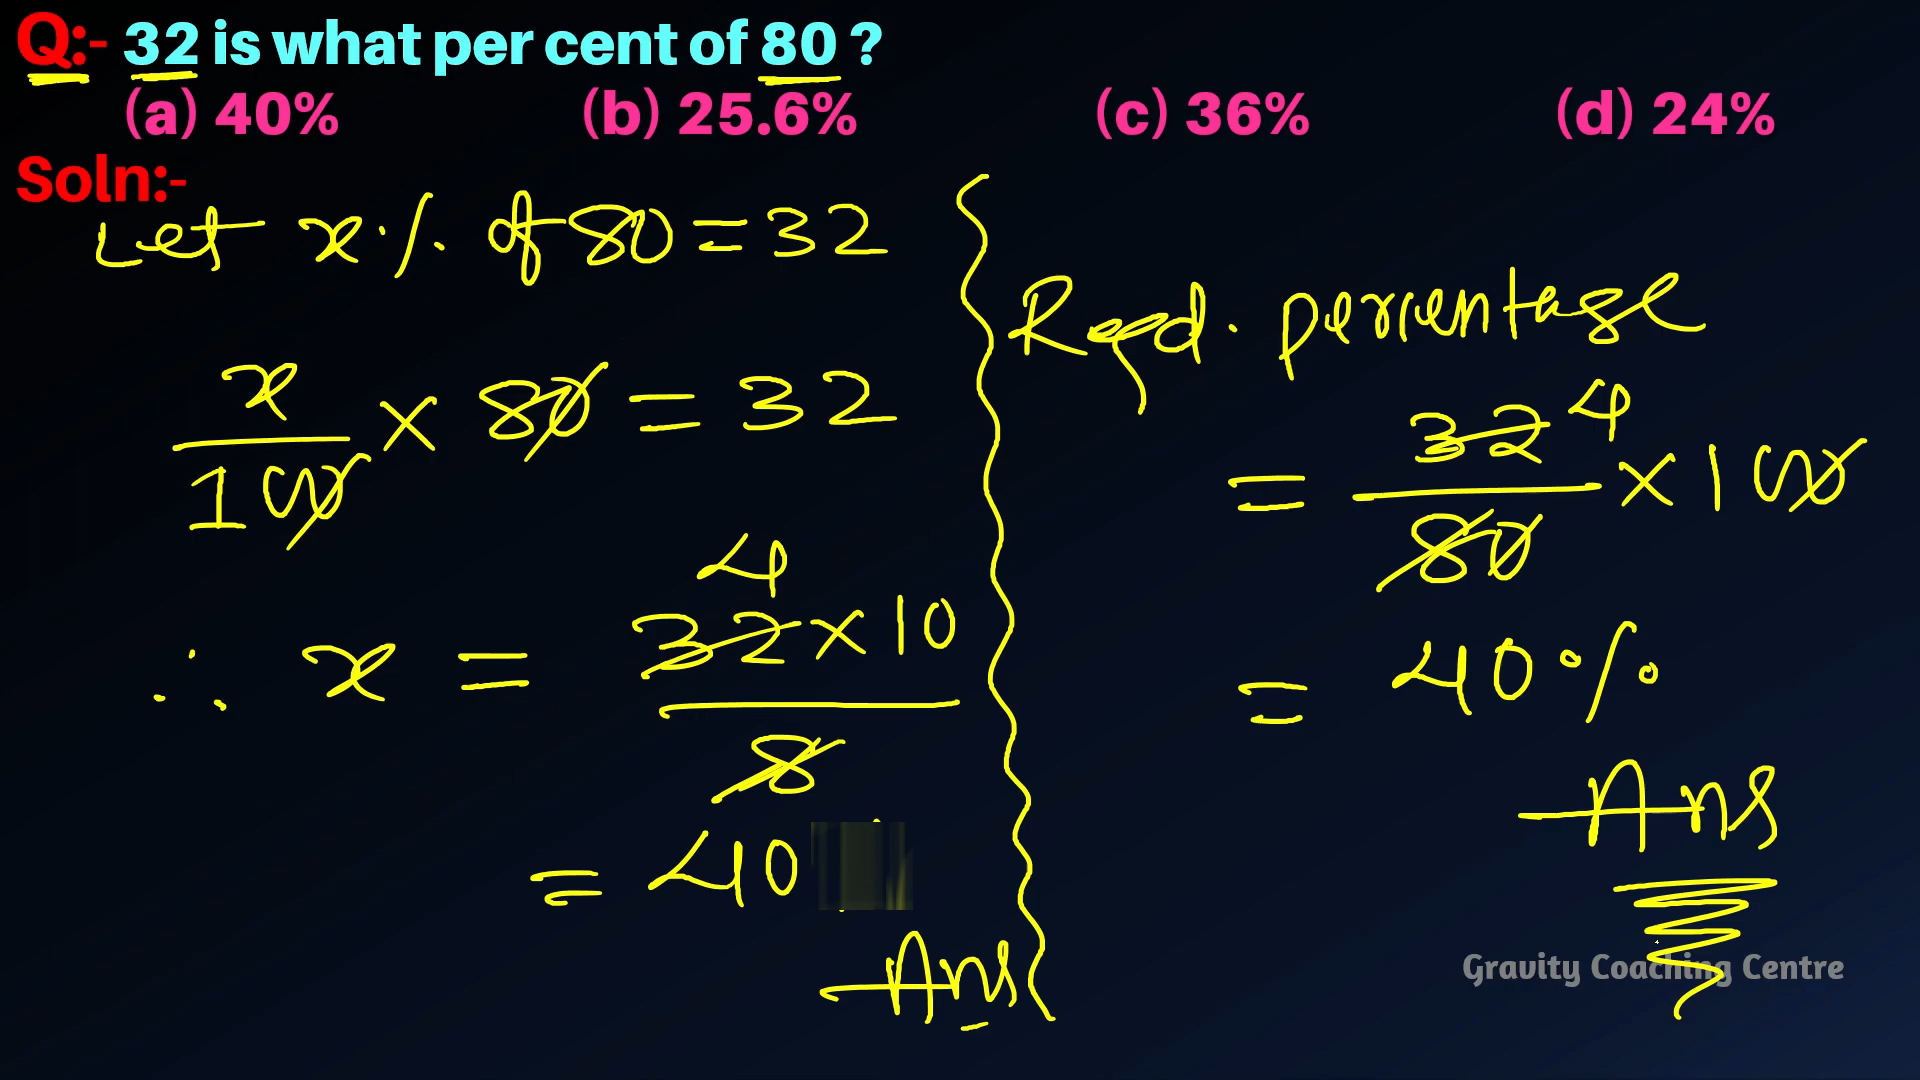 Q:- 32 is what per cent of 80 ?
(a) 40% (b) 25.6% (c) 36% (d) 24%
Soln:-
Let x% of 80 = 32
x/100 × 80 = 32
4
∴ x = 32 × 10 / 8
= 40
Ans
Reqd. percentage
= 32/80 × 100
4
= 40%
Ans
Gravity Coaching Centre